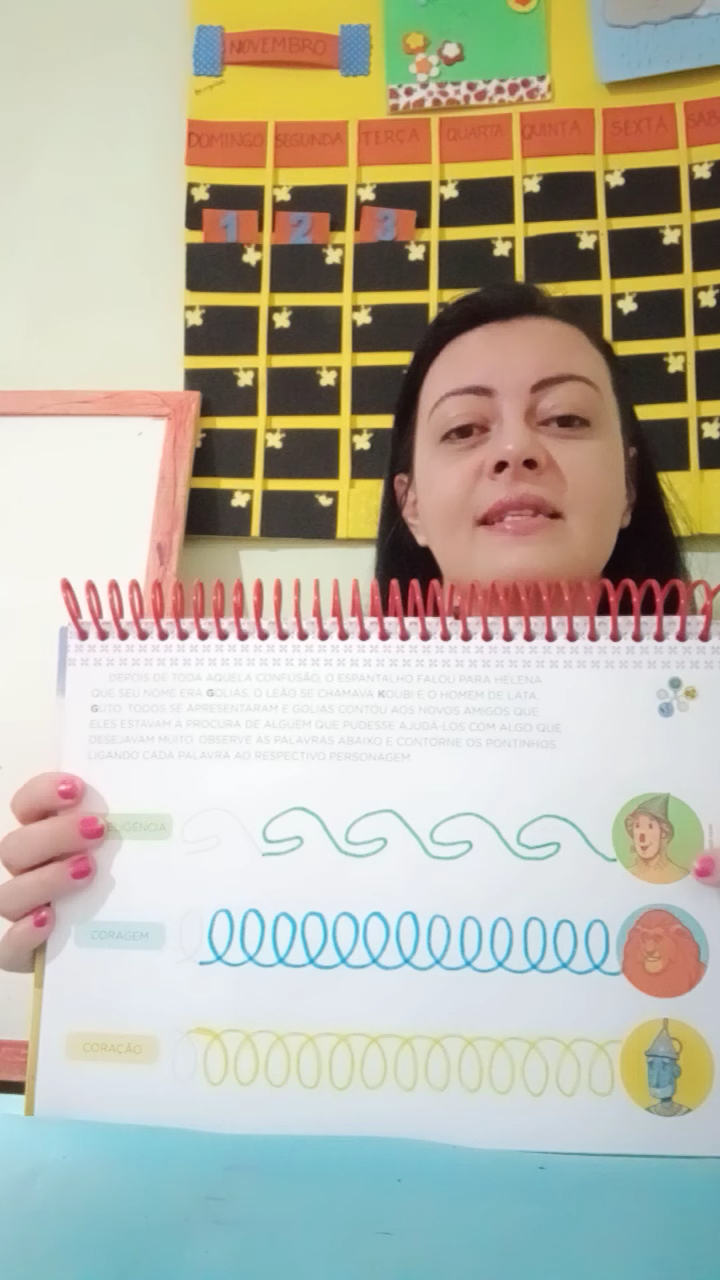 NOVEMBRO
DOMINGO SEGUNDA TERÇA QUARTA QUINTA SEXTA SAB
1 2 3
DEPOIS DE TODA AQUELA CONFUSÃO, O ESPANTALHO FALOU PARA HELENA
QUE SEU NOME ERA GOLIAS, O LEÃO SE CHAMAVA KOUBI E O HOMEM DE LATA,
GUTO. TODOS SE APRESENTARAM E GOLIAS CONTOU AOS NOVOS AMIGOS QUE
ELES ESTAVAM À PROCURA DE ALGUÉM QUE PUDESSE AJUDÁ-LOS COM ALGO QUE
DESEJAVAM MUITO. OBSERVE AS PALAVRAS ABAIXO E CONTORNE OS PONTINHOS,
LIGANDO CADA PALAVRA AO RESPECTIVO PERSONAGEM.
ELIGÊNCIA
CORAGEM
CORAÇÃO